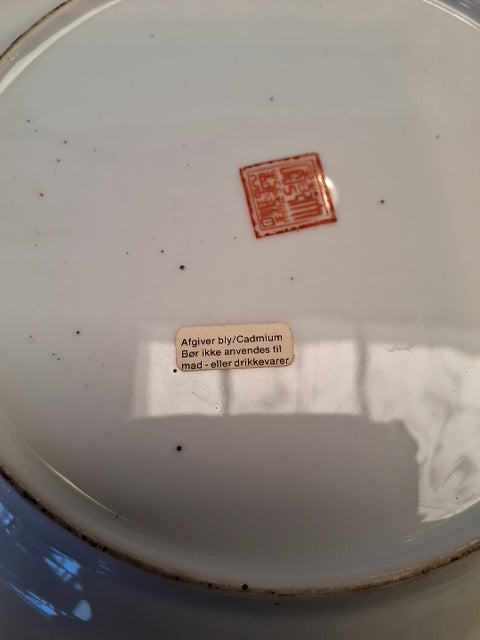 Afgiver bly/Cadmium
Bør ikke anvendes til
mad - eller drikkevarer